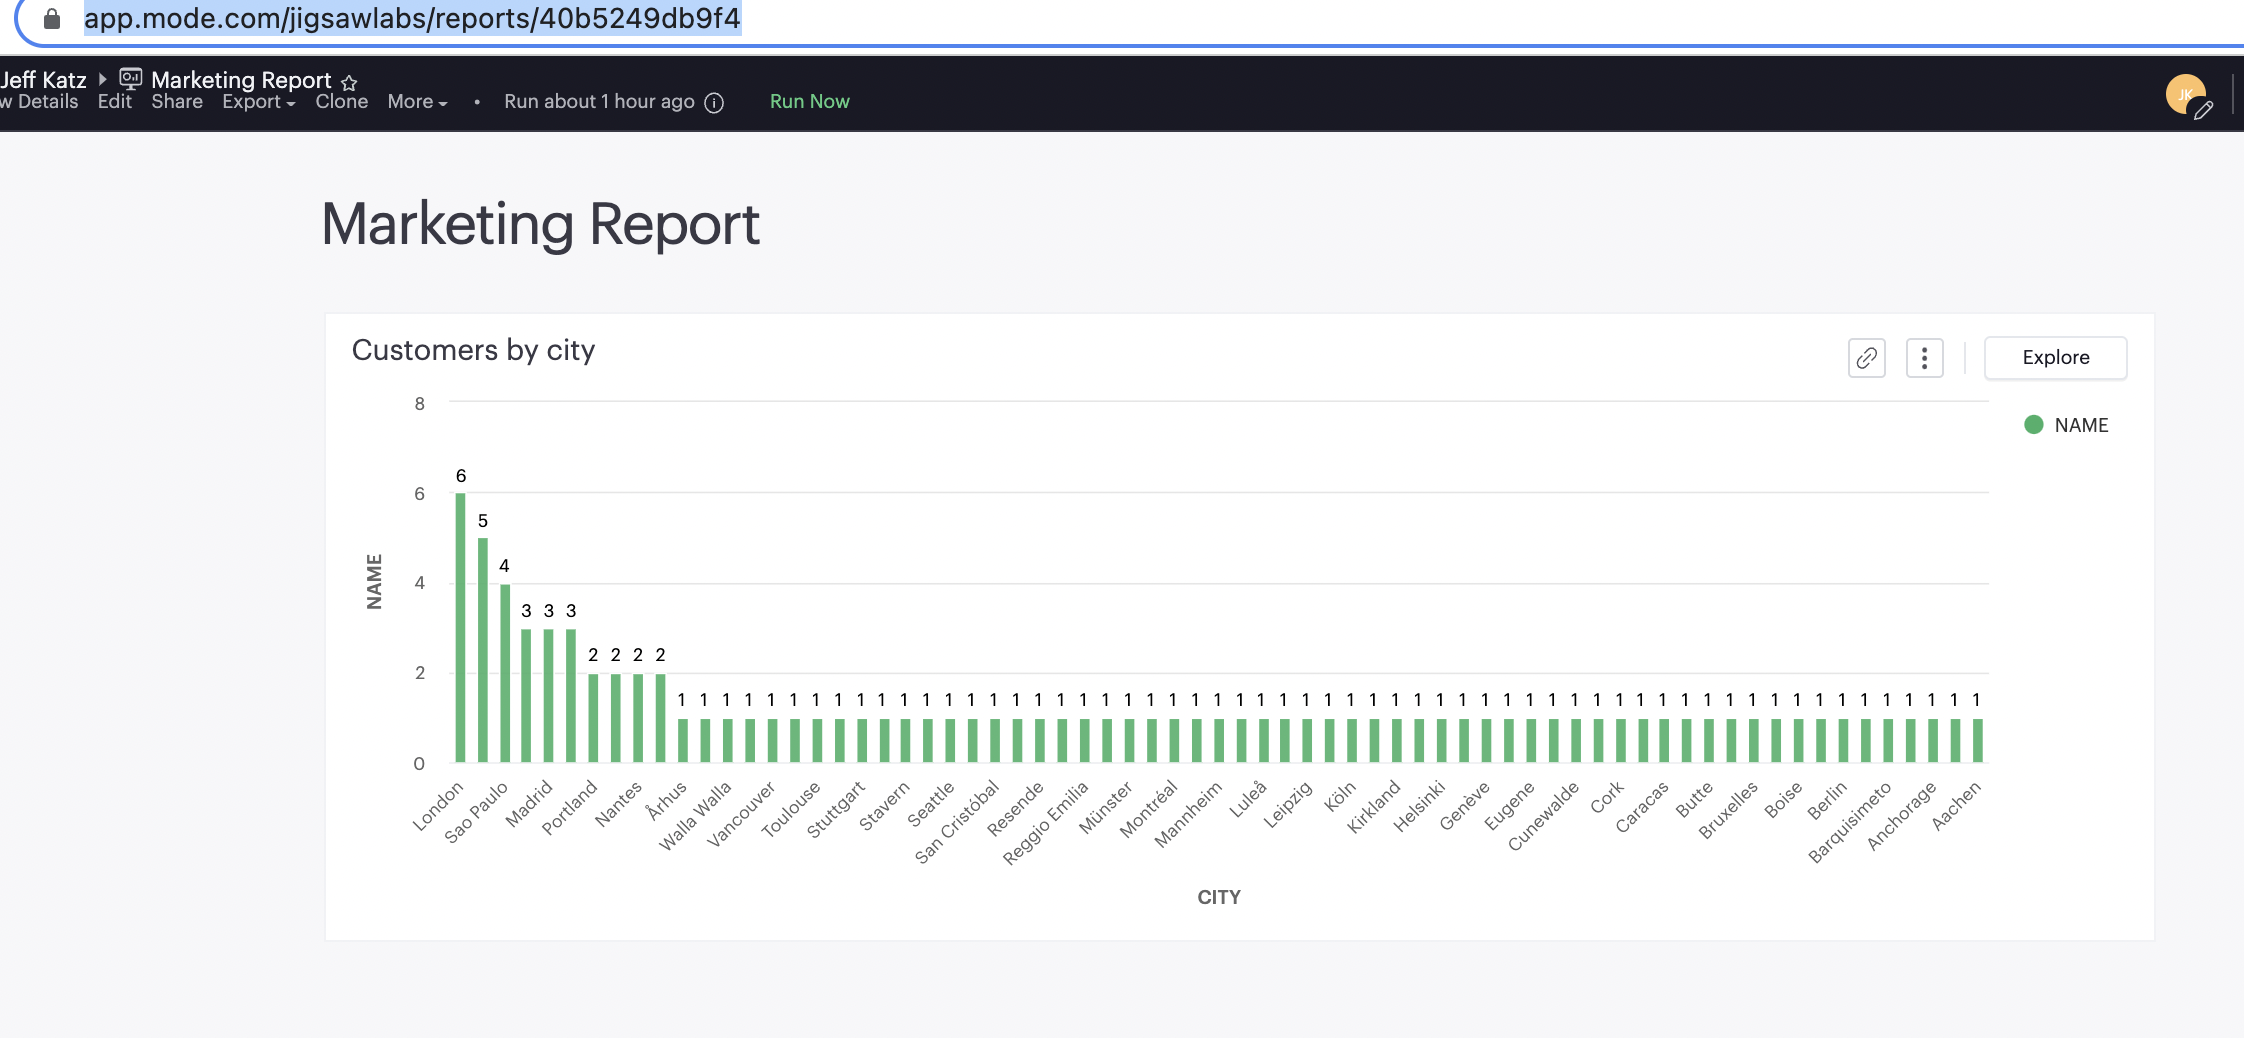 app.mode.com/jigsawlabs/reports/40b5249db9f4
Jeff Katz Marketing Report
w Details Edit Share Export Clone More • Run about 1 hour ago Run Now
JK
Marketing Report
Customers by city
Explore
NAME
8
6
4
2
0
NAME
6
5
4
3 3 3
2 2 2 2
1 1 1 1 1 1 1 1 1 1 1 1 1 1 1 1 1 1 1 1 1 1 1 1 1 1 1 1 1 1 1 1 1 1 1 1 1 1 1 1 1 1 1 1 1 1 1 1 1 1 1 1 1 1 1 1 1 1 1
London
Sao Paulo
Madrid
Portland
Nantes
Århus
Walla Walla
Vancouver
Toulouse
Stuttgart
Stavern
Seattle
San Cristóbal
Resende
Reggio Emilia
Münster
Montréal
Mannheim
Luleå
Leipzig
Köln
Kirkland
Helsinki
Genève
Eugene
Cunewalde
Cork
Caracas
Butte
Bruxelles
Boise
Berlin
Barquisimeto
Anchorage
Aachen
CITY